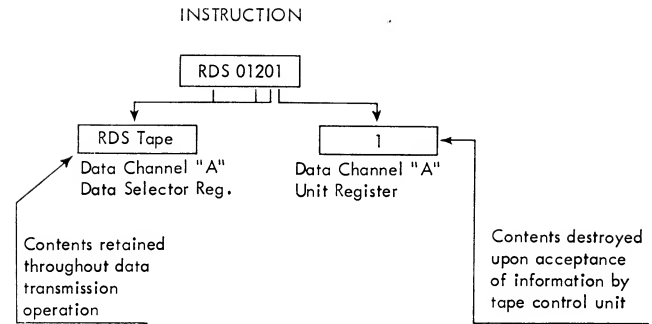 INSTRUCTION
RDS 01201
RDS Tape
1
Data Channel "A"
Data Selector Reg.
Data Channel "A"
Unit Register
Contents retained
throughout data
transmission
operation
Contents destroyed
upon acceptance
of information by
tape control unit